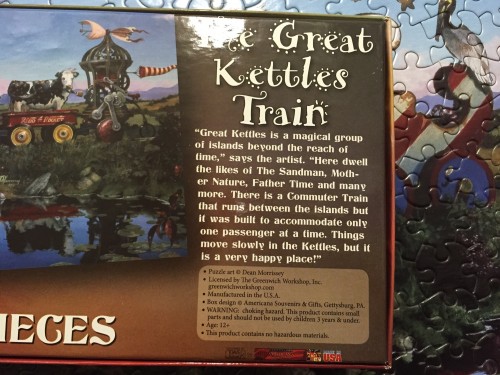 The Great
Kettles
Train
"Great Kettles is a magical group
of islands beyond the reach of
time," says the artist. "Here dwell
the likes of The Sandman, Moth-
er Nature, Father Time and many
more. There is a Commuter Train
that runs between the islands but
it was built to accommodate only
one passenger at a time. Things
move slowly in the Kettles, but it
is a very happy place!"
• Puzzle art © Dean Morrissey
• Licensed by The Greenwich Workshop, Inc.
greenwichworkshop.com
• Manufactured in the U.S.A.
• Box design © Americana Souvenirs & Gifts, Gettysburg, PA.
• WARNING: choking hazard. This product contains small
parts and should not be used by children 3 years & under.
• Age: 12+
• This product contains no hazardous materials.
IECES
USA